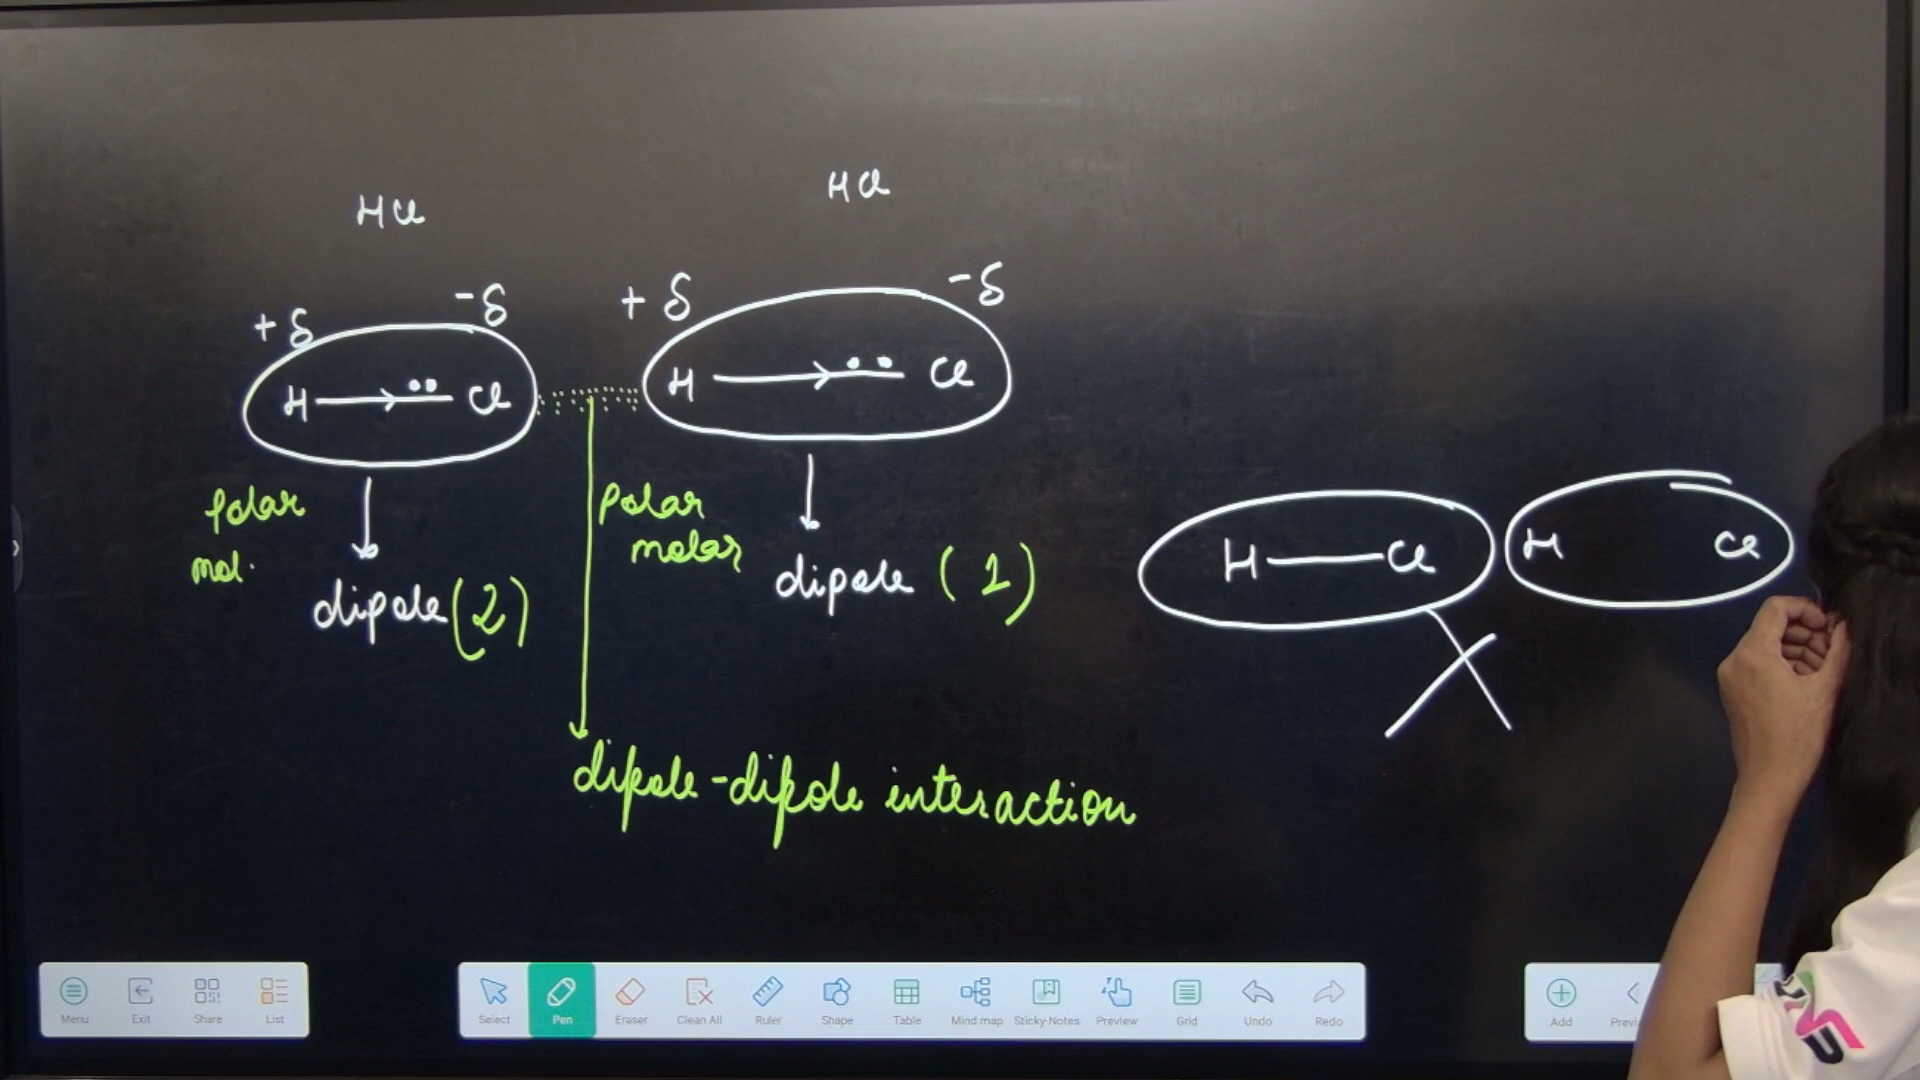 HCl
HCl
+δ -δ
+δ -δ
H Cl
H Cl
Polar
mol.
Polar
molar
dipole (2)
dipole (1)
H Cl
H Cl
dipole-dipole interaction
Menu
Exit
Share
List
Select
Pen
Eraser
Clean All
Ruler
Shape
Table
Mind map
Sticky-Notes
Preview
Grid
Undo
Redo
Add